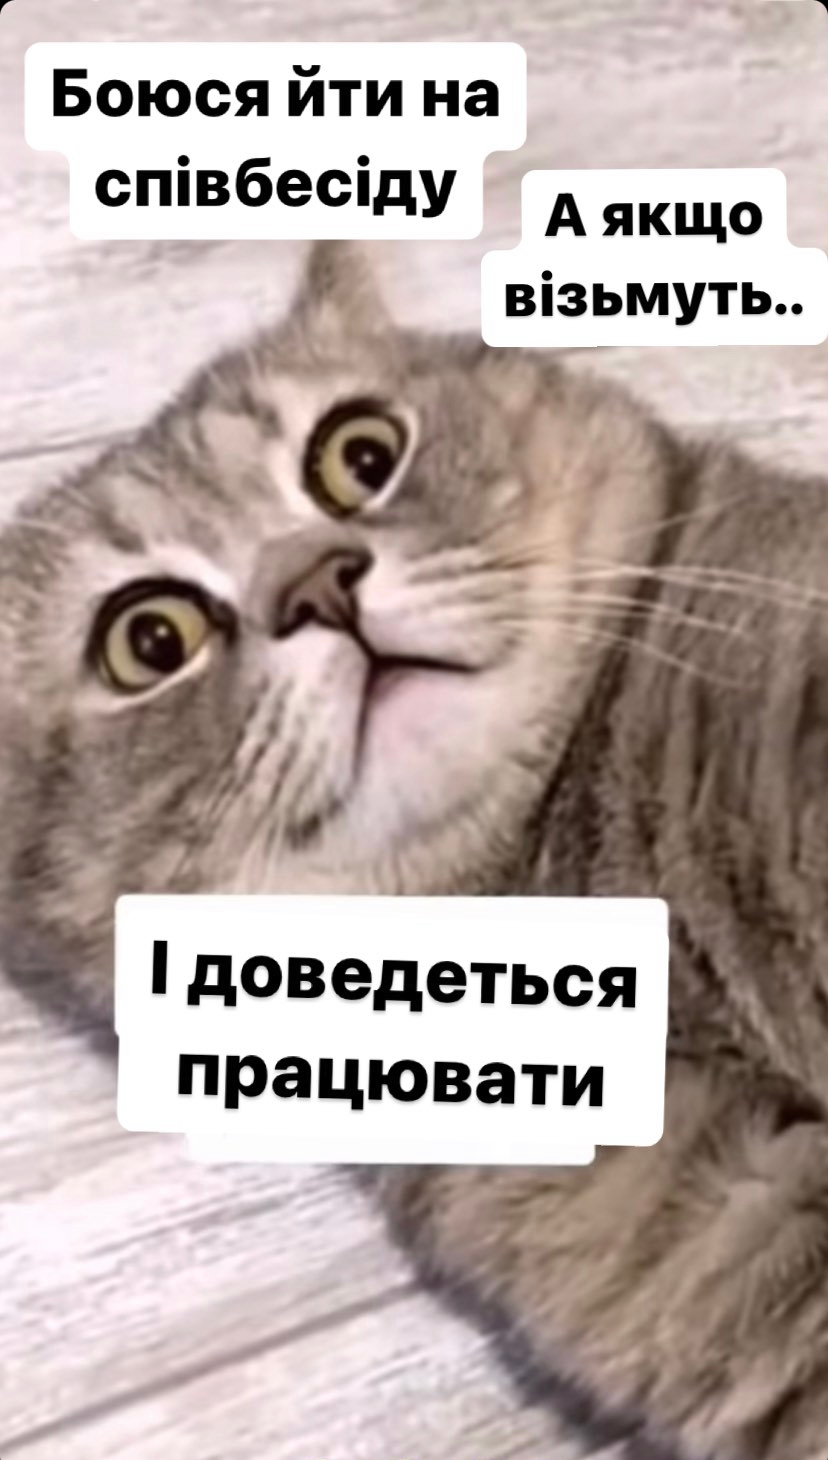 Боюся йти на
співбесіду
А якщо
візьмуть..
І доведеться
працювати